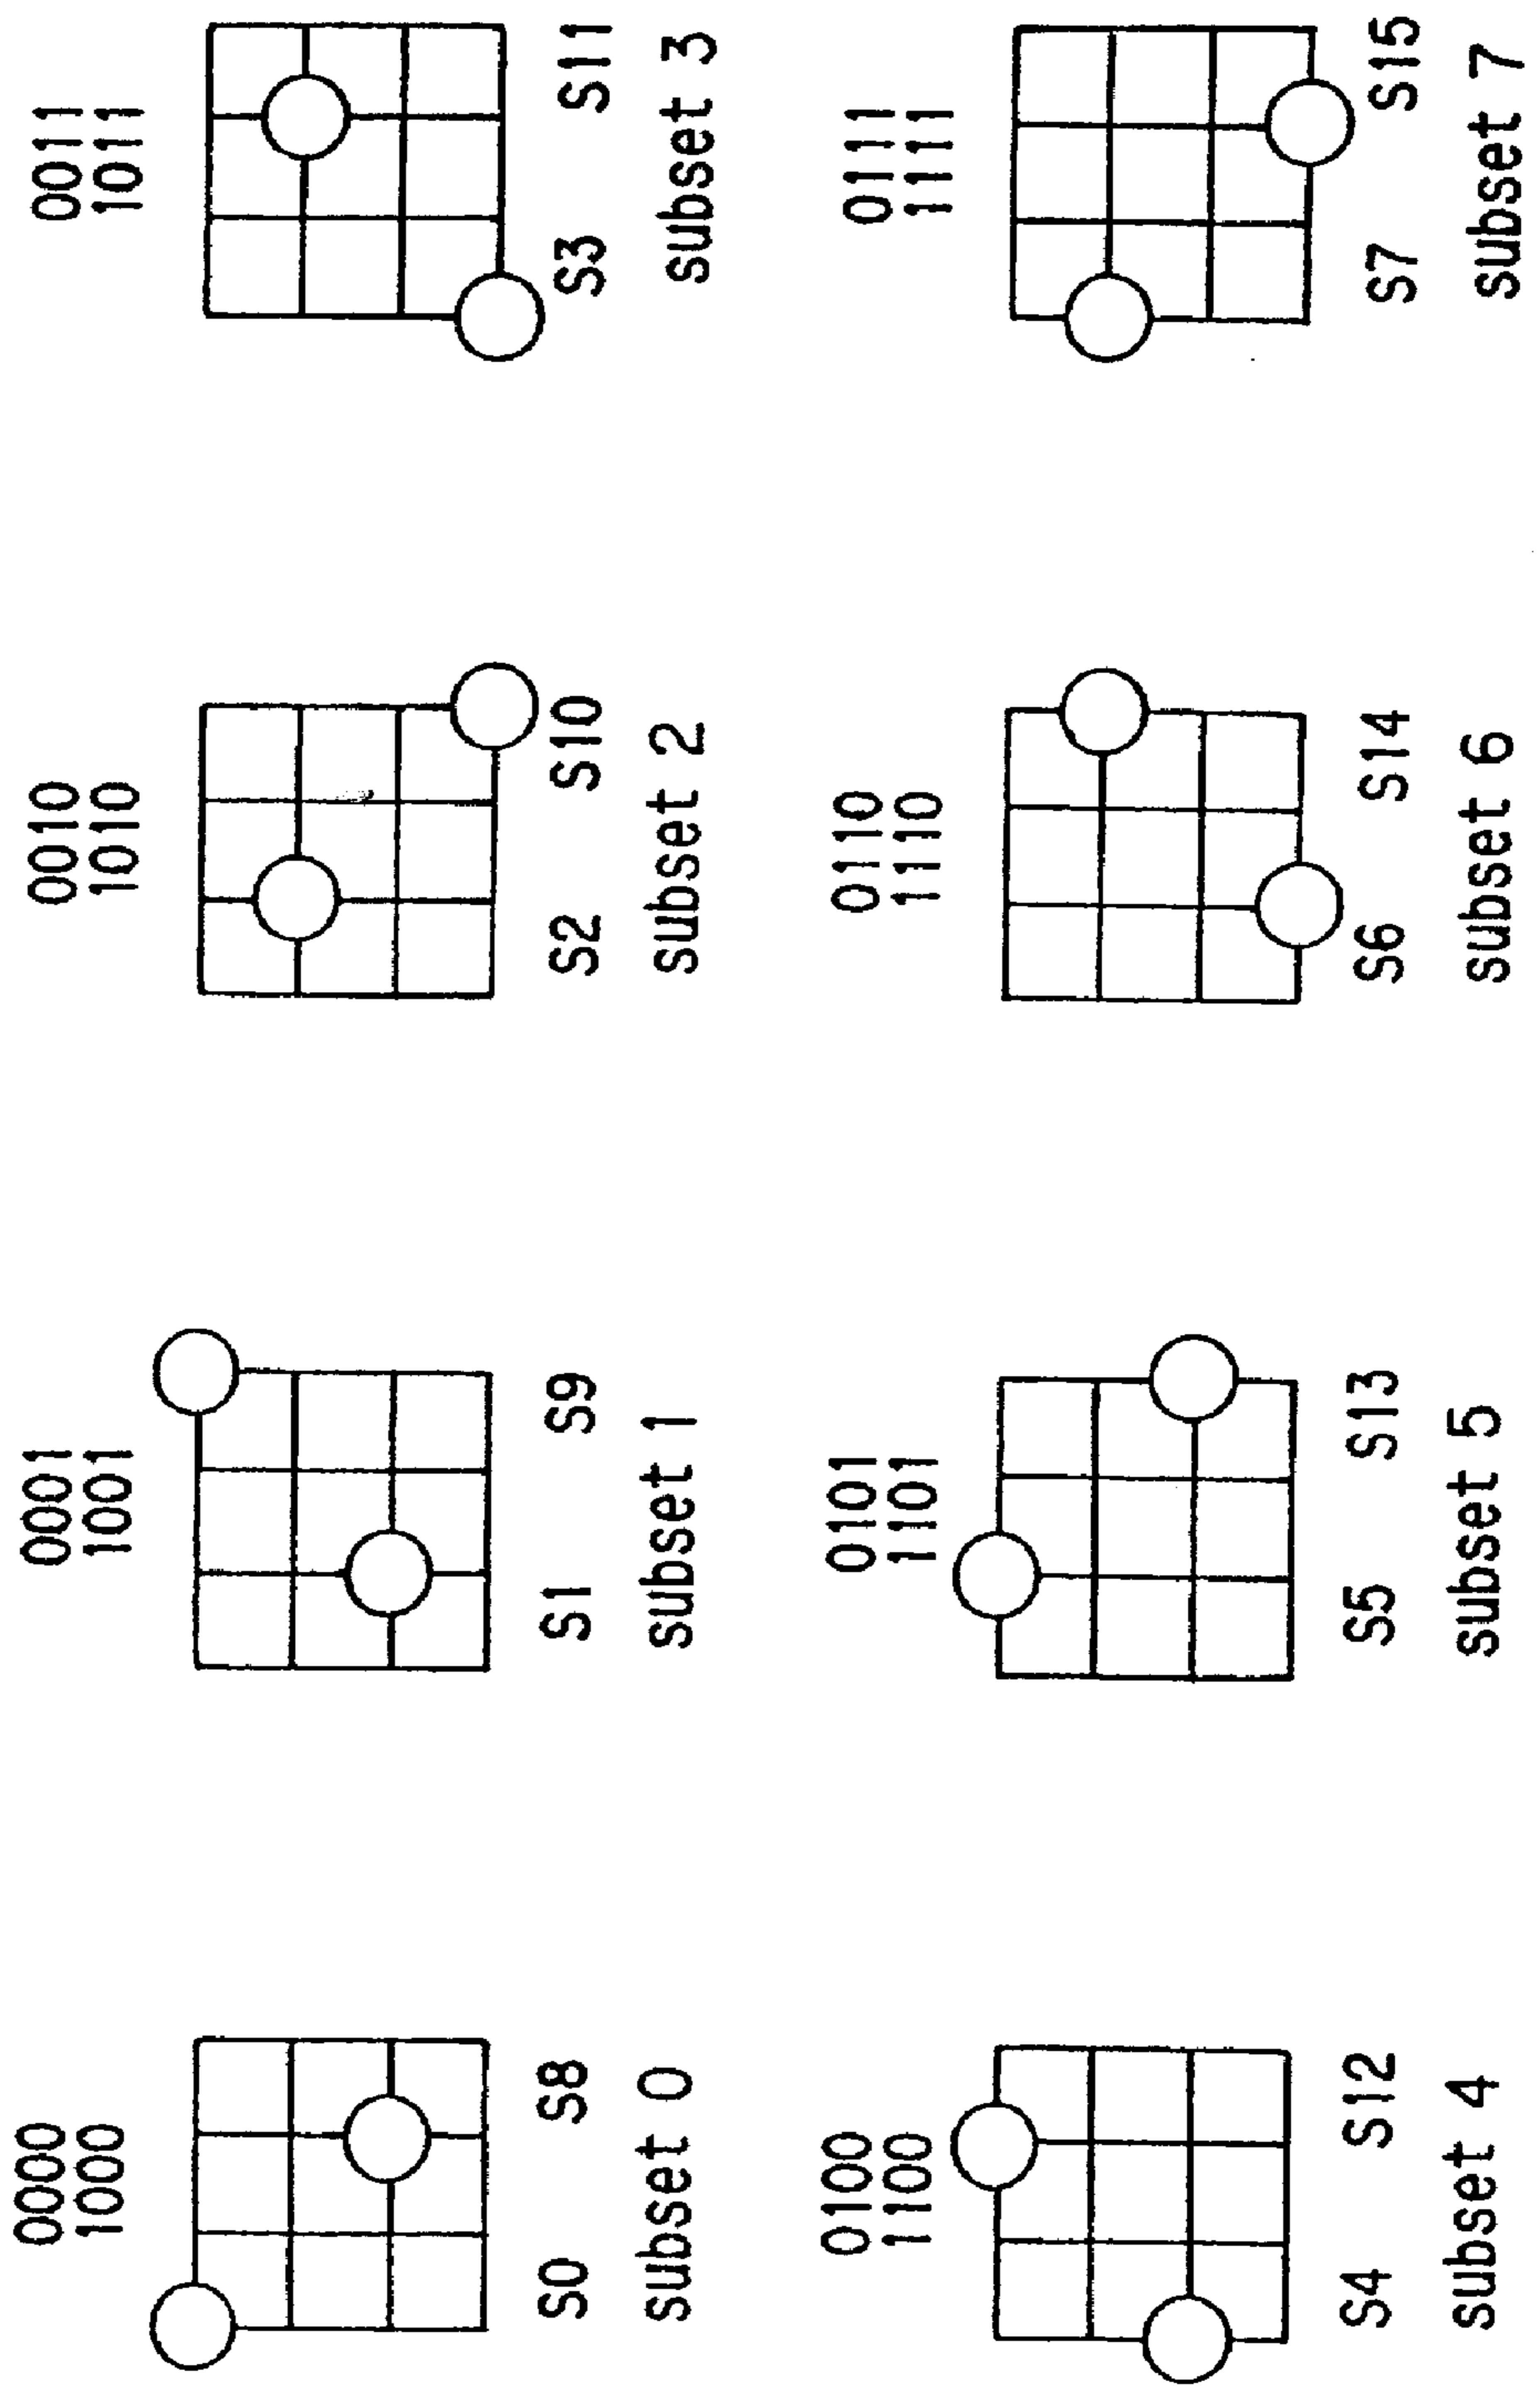 0000
1000
S0 S8
subset 0
0001
1001
S1 S9
subset 1
0010
1010
S2 S10
subset 2
0011
1011
S3 S11
subset 3
0100
1100
S4 S12
subset 4
0101
1101
S5 S13
subset 5
0110
1110
S6 S14
subset 6
0111
1111
S7 S15
subset 7